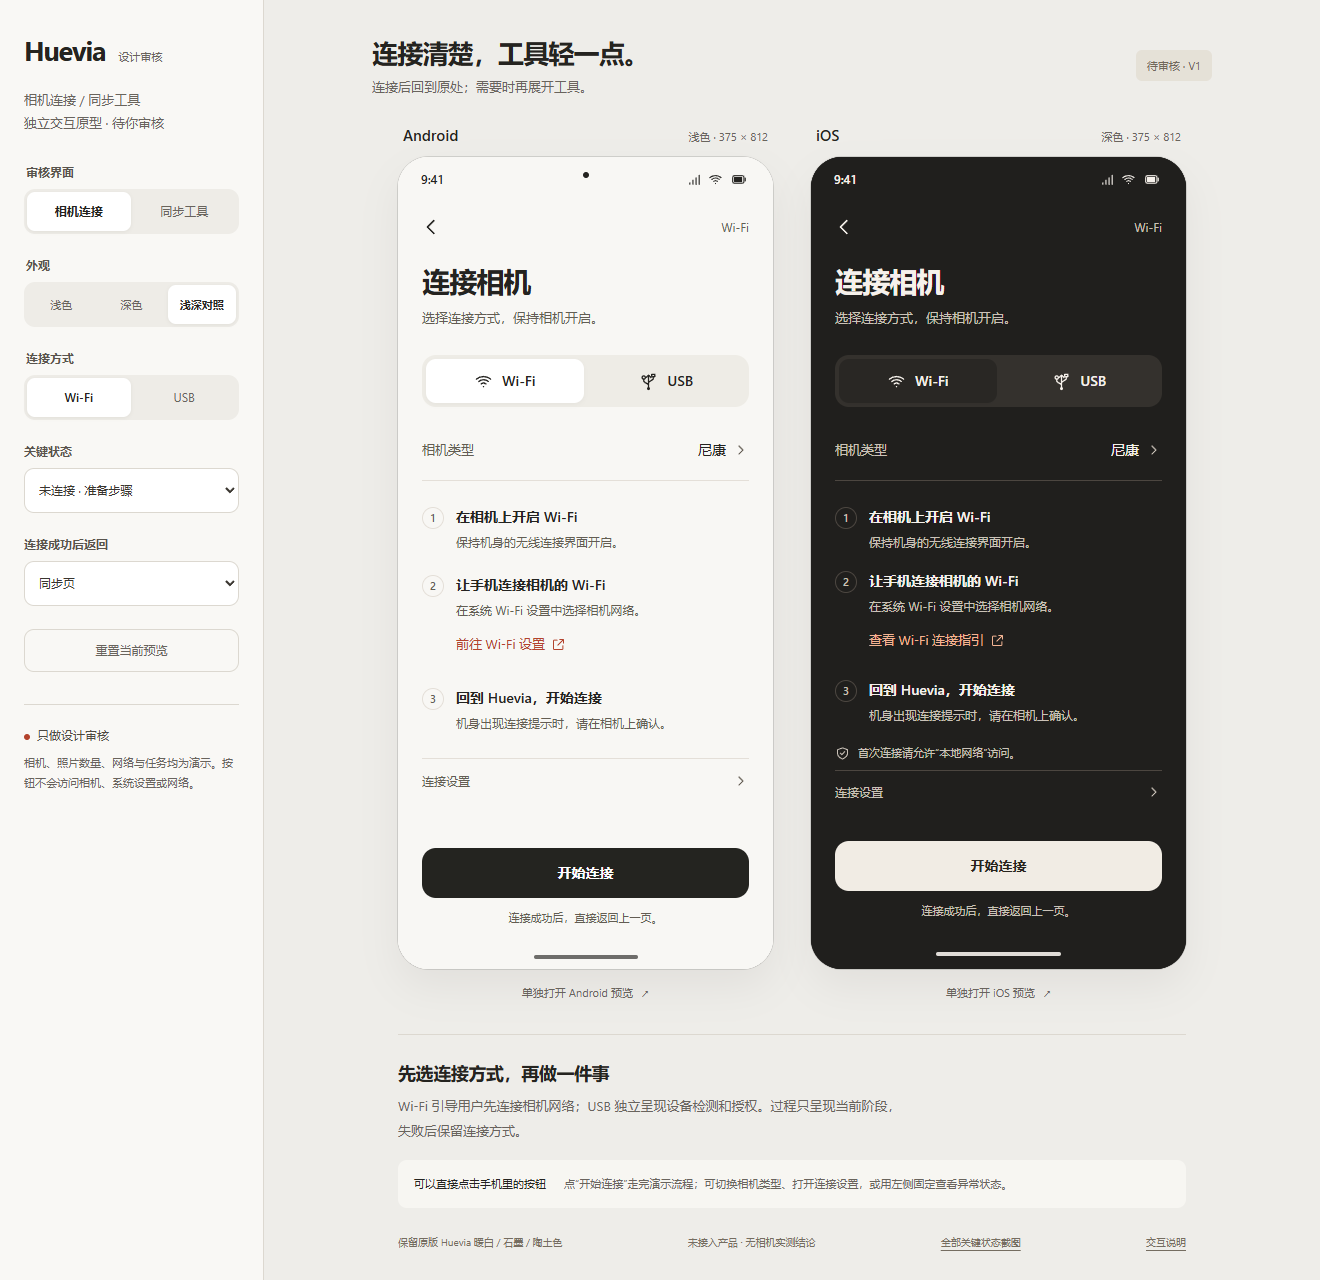 Huevia 设计审核
相机连接 / 同步工具
独立交互原型 · 待你审核
审核界面
相机连接 同步工具
外观
浅色 深色 浅深对照
连接方式
Wi-Fi USB
关键状态
未连接 · 准备步骤
连接成功后返回
同步页
重置当前预览
只做设计审核
相机、照片数量、网络与任务均为演示。按
钮不会访问相机、系统设置或网络。
连接清楚，工具轻一点。
连接后回到原处；需要时再展开工具。
待审核 · V1
Android 浅色 · 375 × 812
9:41
Wi-Fi
连接相机
选择连接方式，保持相机开启。
Wi-Fi USB
相机类型 尼康
1 在相机上开启 Wi-Fi
保持机身的无线连接界面开启。
2 让手机连接相机的 Wi-Fi
在系统 Wi-Fi 设置中选择相机网络。
前往 Wi-Fi 设置
3 回到 Huevia，开始连接
机身出现连接提示时，请在相机上确认。
连接设置
开始连接
连接成功后，直接返回上一页。
单独打开 Android 预览 ↗
iOS 深色 · 375 × 812
9:41
Wi-Fi
连接相机
选择连接方式，保持相机开启。
Wi-Fi USB
相机类型 尼康
1 在相机上开启 Wi-Fi
保持机身的无线连接界面开启。
2 让手机连接相机的 Wi-Fi
在系统 Wi-Fi 设置中选择相机网络。
查看 Wi-Fi 连接指引
3 回到 Huevia，开始连接
机身出现连接提示时，请在相机上确认。
首次连接请允许“本地网络”访问。
连接设置
开始连接
连接成功后，直接返回上一页。
单独打开 iOS 预览 ↗
先选连接方式，再做一件事
Wi-Fi 引导用户先连接相机网络；USB 独立呈现设备检测和授权。过程只呈现当前阶段，
失败后保留连接方式。
可以直接点击手机里的按钮 点“开始连接”走完演示流程；可切换相机类型、打开连接设置，或用左侧固定查看异常状态。
保留原版 Huevia 暖白 / 石墨 / 陶土色 未接入产品 · 无相机实测结论 全部关键状态截图 交互说明